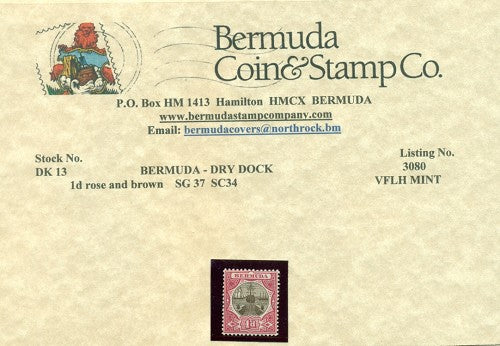 Bermuda
Coin&Stamp Co.
P.O. Box HM 1413 Hamilton HMCX BERMUDA
www.bermudastampcompany.com
Email: bermudacovers@northrock.bm
Stock No.
Listing No.
DK 13
BERMUDA - DRY DOCK
3080
1d rose and brown SG 37 SC34
VFLH MINT
BERMUDA
1d